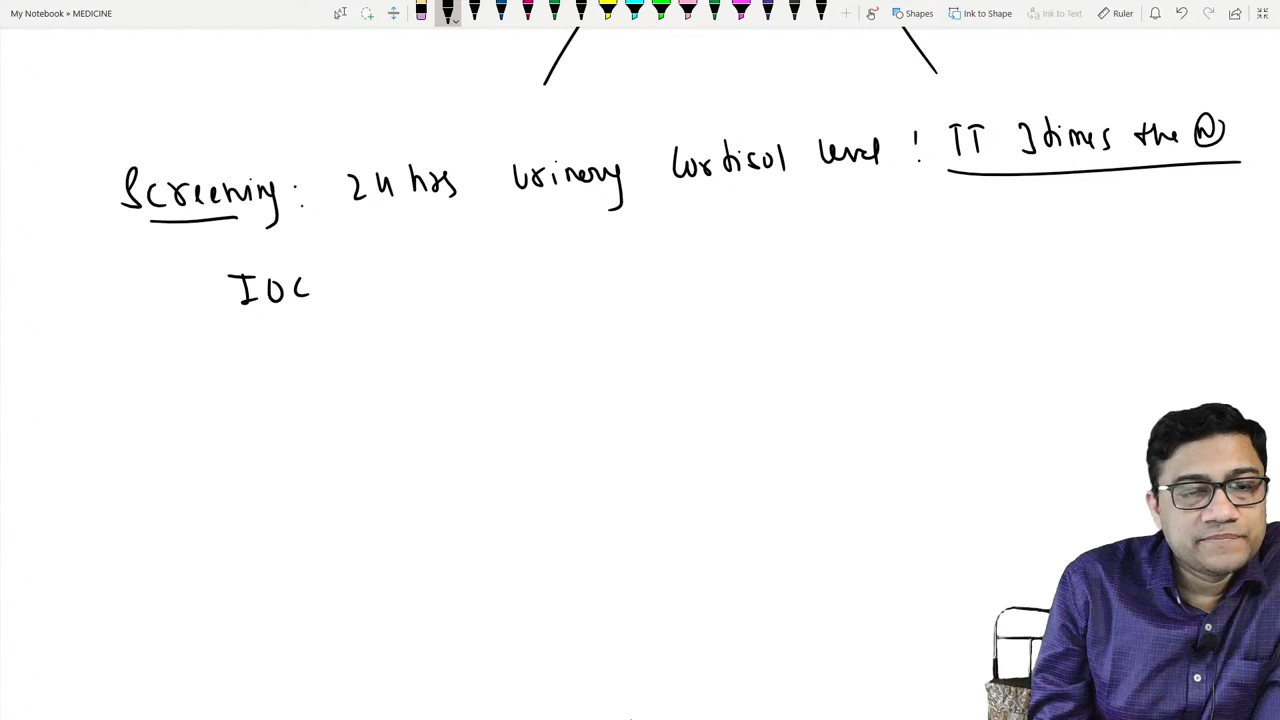 My Notebook » MEDICINE
Shapes Ink to Shape Ink to Text Ruler
Screening: 24 hrs urinary cortisol level : ↑↑ 3 times the Ⓝ
IOC